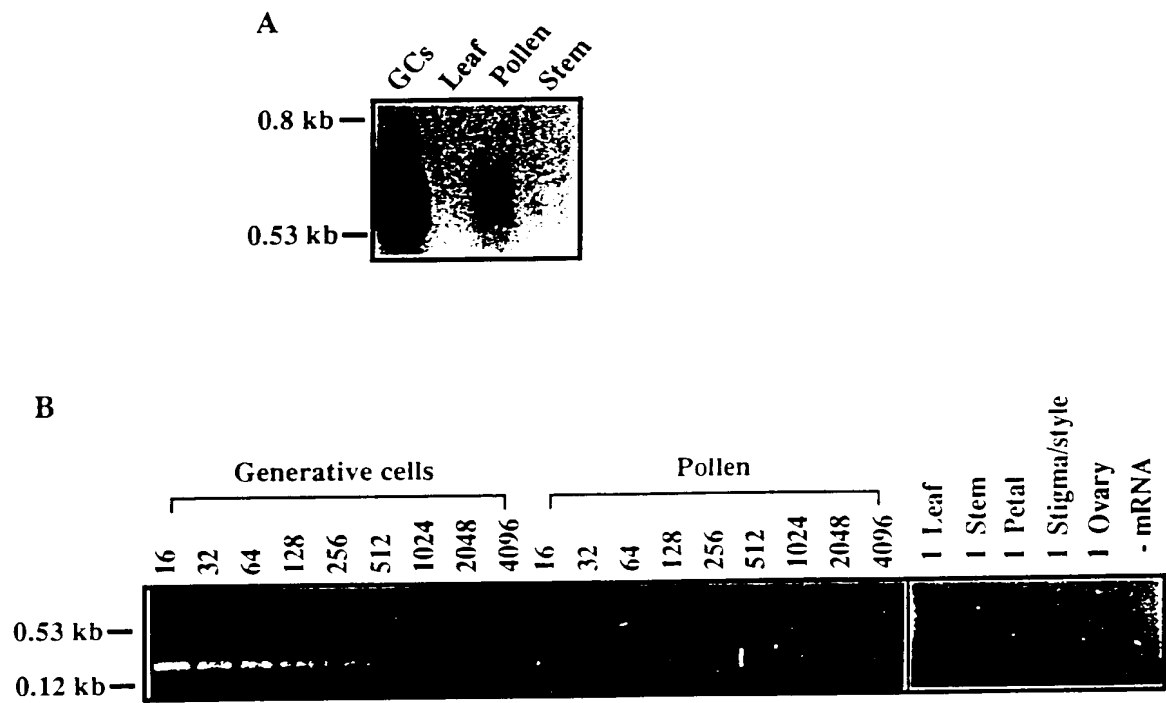 A
GCs Leaf Pollen Stem
0.8 kb
0.53 kb
B
Generative cells Pollen
16 32 64 128 256 512 1024 2048 4096 16 32 64 128 256 512 1024 2048 4096 1 Leaf 1 Stem 1 Petal 1 Stigma/style 1 Ovary - mRNA
0.53 kb
0.12 kb